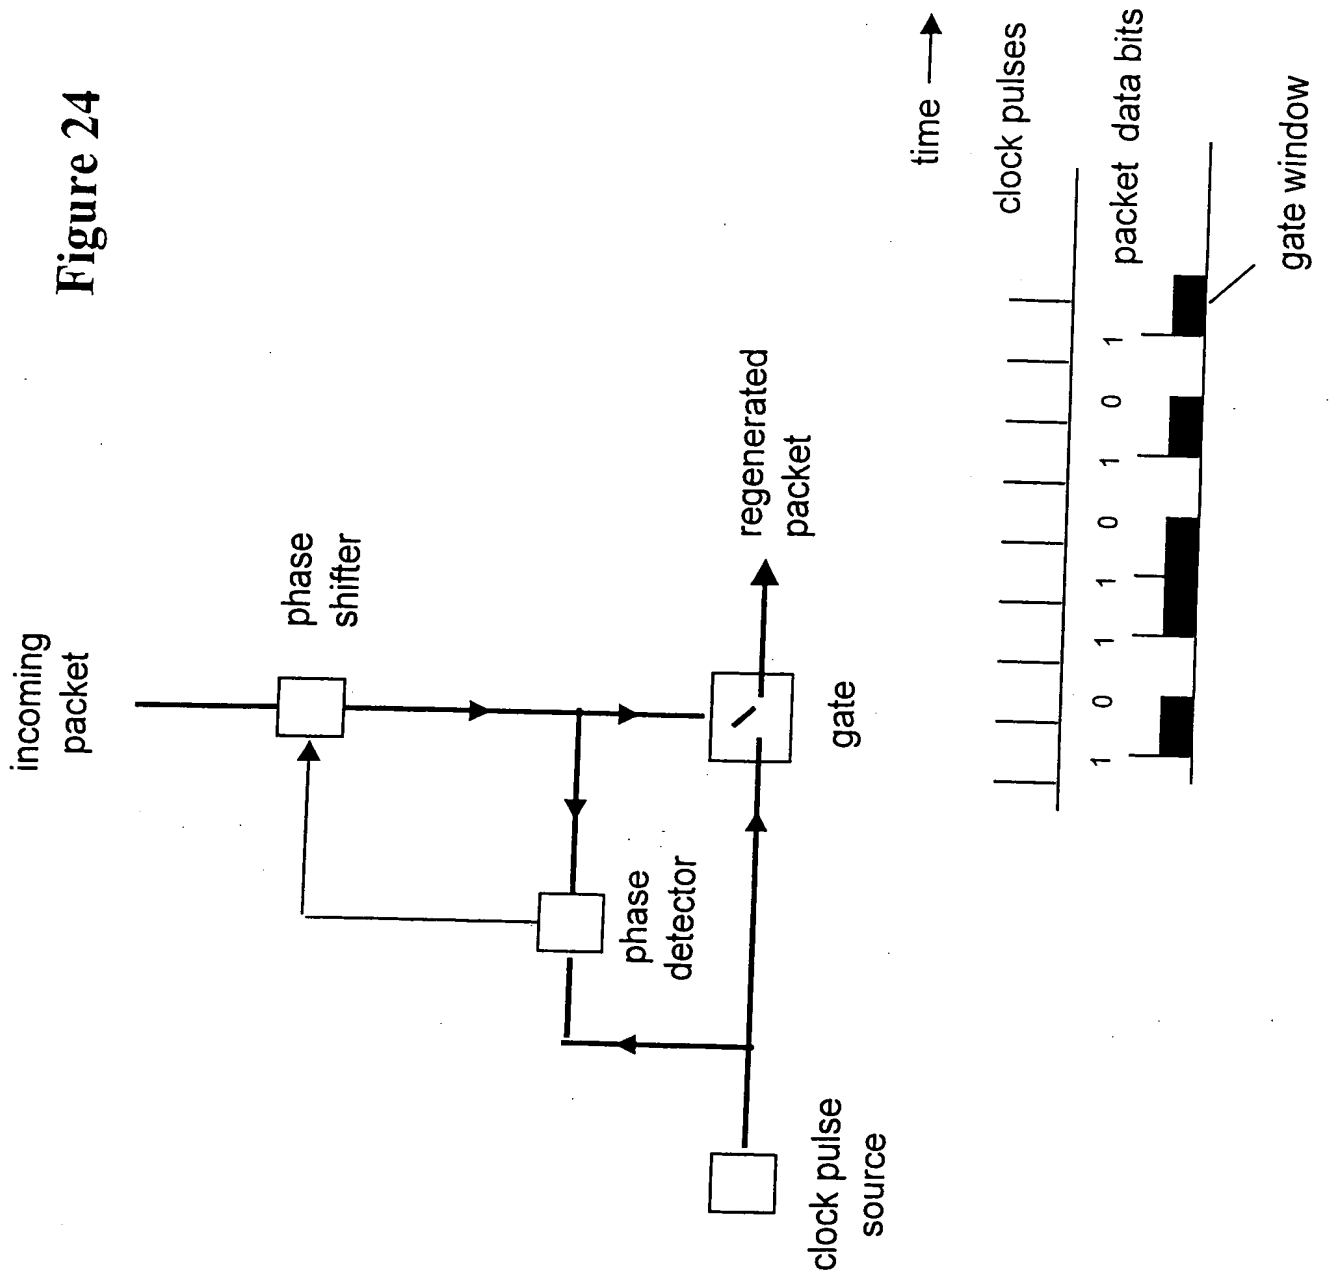 Figure 24
incoming
packet
phase
shifter
phase
detector
clock pulse
source
gate
regenerated
packet
time
clock pulses
1 0 1 1 0 1 0 1
packet data bits
gate window